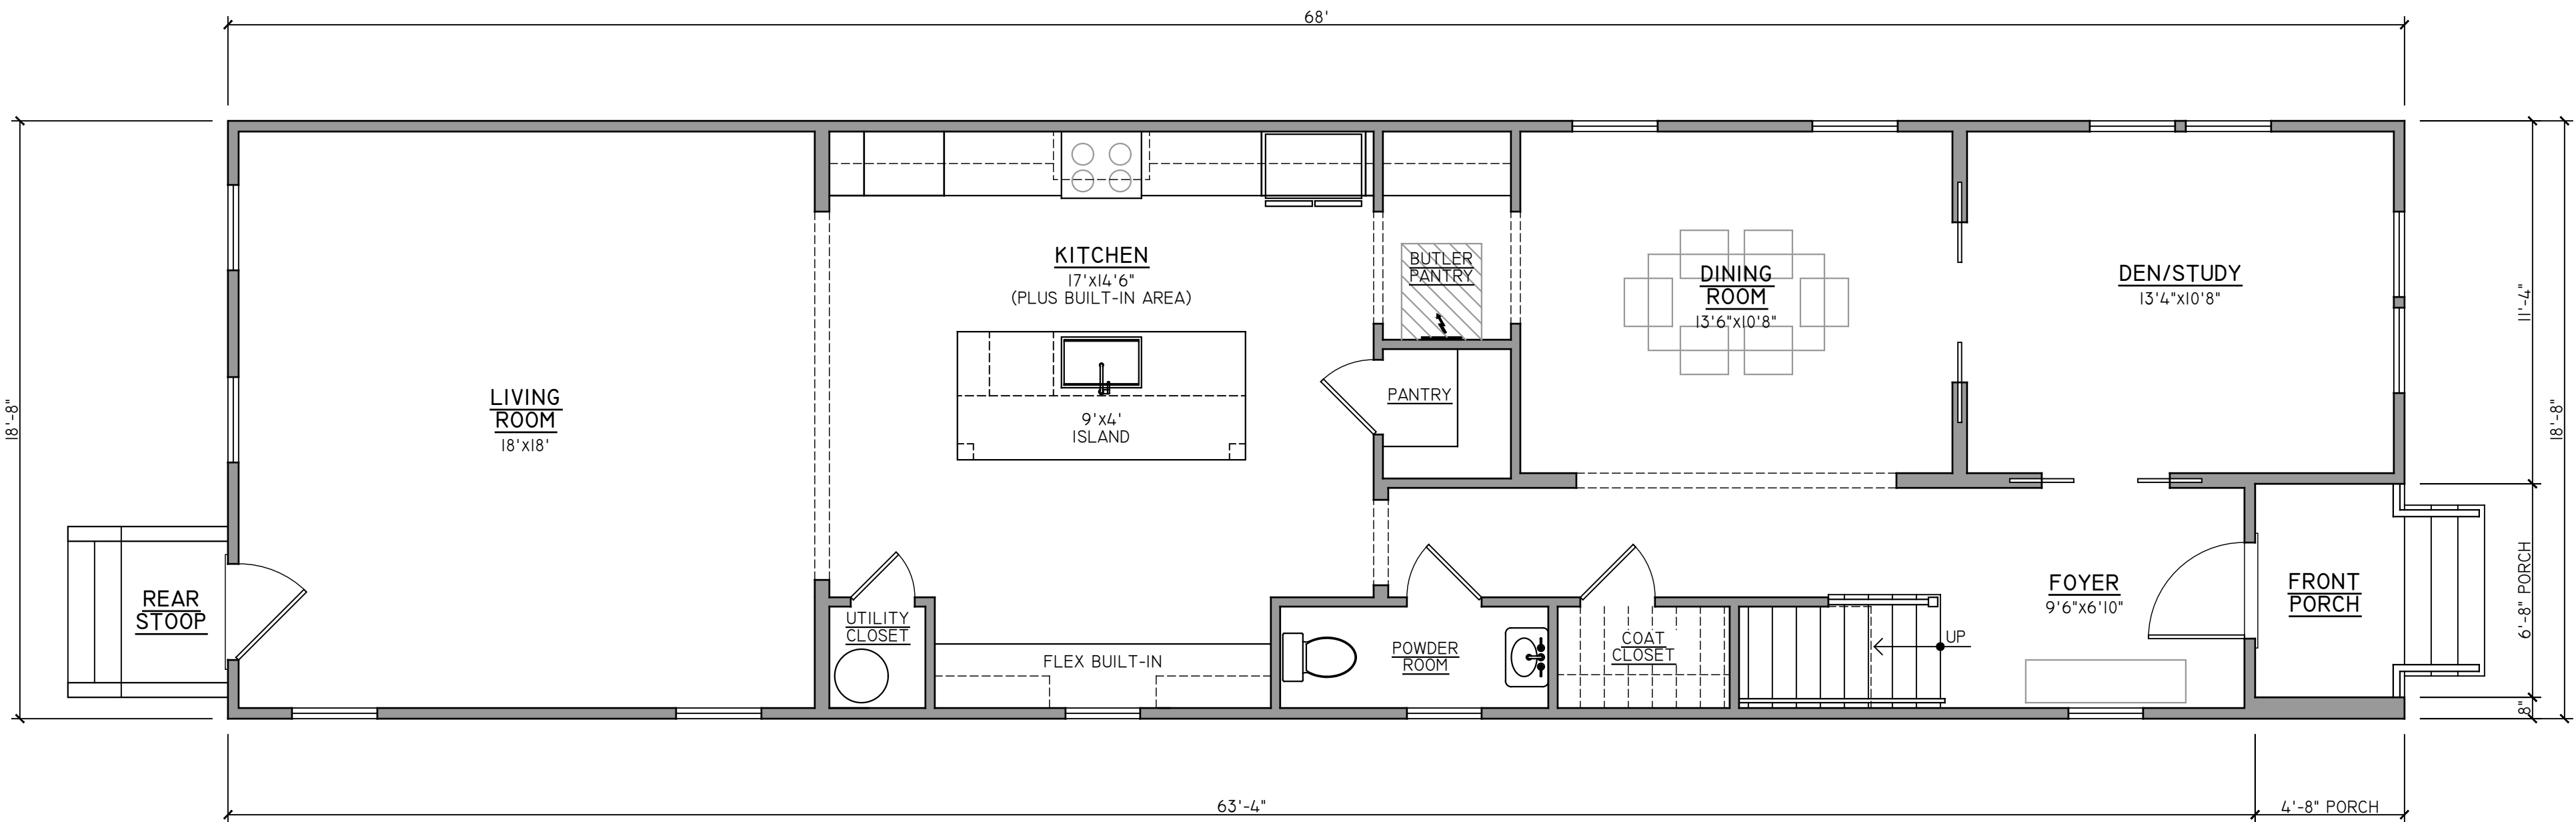 68'
KITCHEN
17'x14'6"
(PLUS BUILT-IN AREA)
BUTLER
PANTRY
DINING
ROOM
13'6"x10'8"
DEN/STUDY
13'4"x10'8"
11'-4"
18'-8"
LIVING
ROOM
18'x18'
9'x4'
ISLAND
PANTRY
18'-8"
REAR
STOOP
UTILITY
CLOSET
FLEX BUILT-IN
POWDER
ROOM
COAT
CLOSET
UP
FOYER
9'6"x6'10"
FRONT
PORCH
6'-8" PORCH
8"
63'-4"
4'-8" PORCH